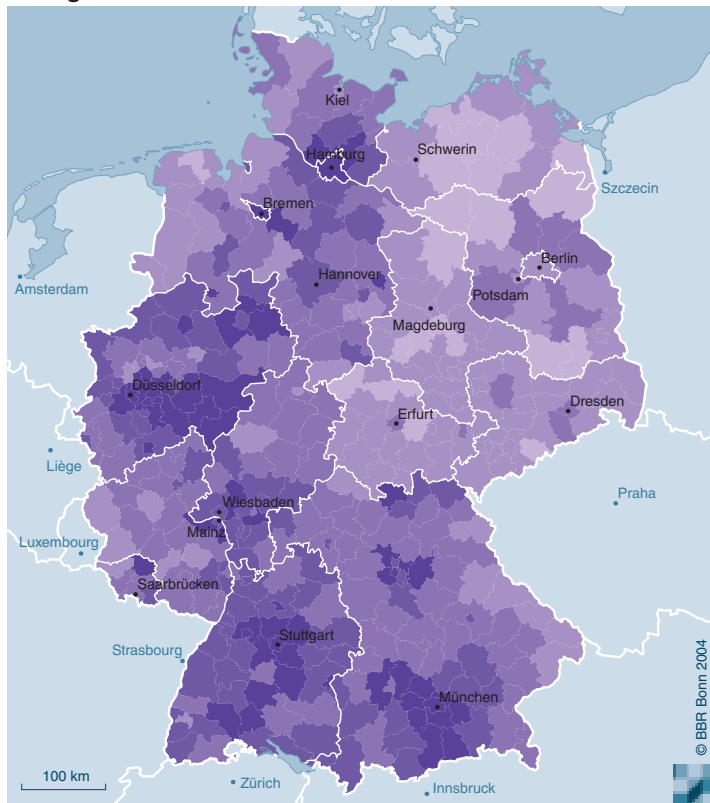 Kiel
Hamburg
Schwerin
Szczecin
Bremen
Berlin
Amsterdam
Hannover
Potsdam
Magdeburg
Düsseldorf
Erfurt
Dresden
Liège
Praha
Wiesbaden
Mainz
Luxembourg
Saarbrücken
Strasbourg
Stuttgart
München
© BBR Bonn 2004
100 km
Zürich
Innsbruck